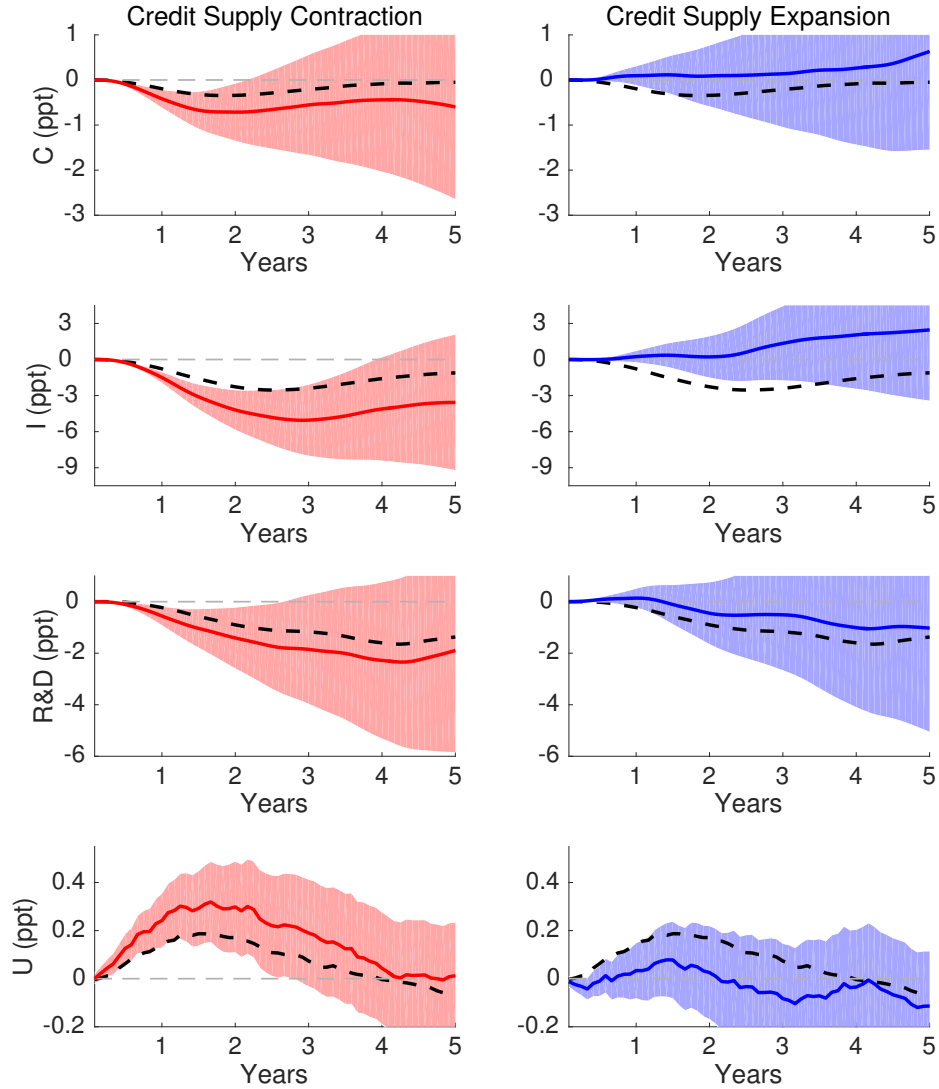 Credit Supply Contraction
Credit Supply Expansion
C (ppt)
1
0
-1
-2
-3
1 2 3 4 5
Years
1
0
-1
-2
-3
1 2 3 4 5
Years
I (ppt)
3
0
-3
-6
-9
1 2 3 4 5
Years
3
0
-3
-6
-9
1 2 3 4 5
Years
R&D (ppt)
0
-2
-4
-6
1 2 3 4 5
Years
0
-2
-4
-6
1 2 3 4 5
Years
U (ppt)
0.4
0.2
0
-0.2
1 2 3 4 5
Years
0.4
0.2
0
-0.2
1 2 3 4 5
Years